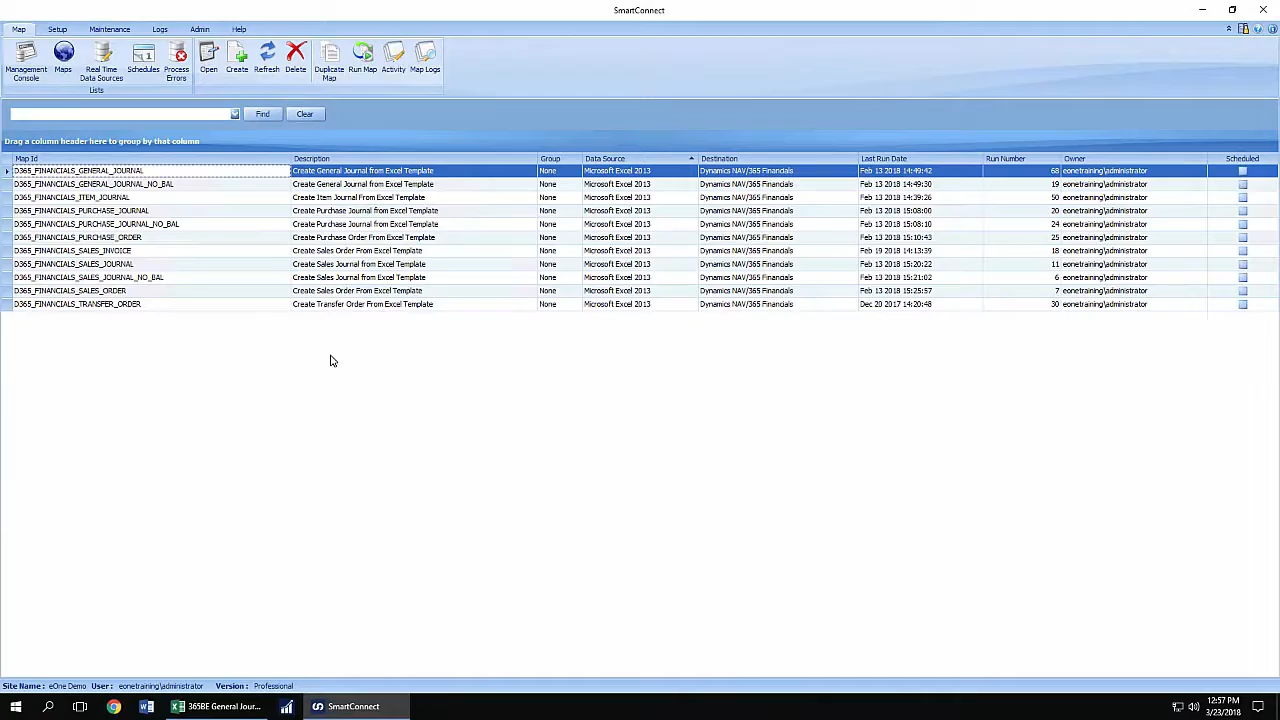 SmartConnect
Map Setup Maintenance Logs Admin Help
Management Console Maps Real Time Data Sources Schedules Process Errors Open Create Refresh Delete Duplicate Map Run Map Activity Map Logs
Lists
Find Clear
Drag a column header here to group by that column
Map Id Description Group Data Source Destination Last Run Date Run Number Owner Scheduled
D365_FINANCIALS_GENERAL_JOURNAL Create General Journal from Excel Template None Microsoft Excel 2013 Dynamics NAV/365 Financials Feb 13 2018 14:49:42 68 eonetraining\administrator
D365_FINANCIALS_GENERAL_JOURNAL_NO_BAL Create General Journal from Excel Template None Microsoft Excel 2013 Dynamics NAV/365 Financials Feb 13 2018 14:49:30 19 eonetraining\administrator
D365_FINANCIALS_ITEM_JOURNAL Create Item Journal From Excel Template None Microsoft Excel 2013 Dynamics NAV/365 Financials Feb 13 2018 14:39:26 50 eonetraining\administrator
D365_FINANCIALS_PURCHASE_JOURNAL Create Purchase Journal from Excel Template None Microsoft Excel 2013 Dynamics NAV/365 Financials Feb 13 2018 15:08:00 20 eonetraining\administrator
D365_FINANCIALS_PURCHASE_JOURNAL_NO_BAL Create Purchase Journal from Excel Template None Microsoft Excel 2013 Dynamics NAV/365 Financials Feb 13 2018 15:08:10 24 eonetraining\administrator
D365_FINANCIALS_PURCHASE_ORDER Create Purchase Order From Excel Template None Microsoft Excel 2013 Dynamics NAV/365 Financials Feb 13 2018 15:10:43 25 eonetraining\administrator
D365_FINANCIALS_SALES_INVOICE Create Sales Order From Excel Template None Microsoft Excel 2013 Dynamics NAV/365 Financials Feb 19 2018 14:13:39 18 eonetraining\administrator
D365_FINANCIALS_SALES_JOURNAL Create Sales Journal from Excel Template None Microsoft Excel 2013 Dynamics NAV/365 Financials Feb 13 2018 15:20:22 11 eonetraining\administrator
D365_FINANCIALS_SALES_JOURNAL_NO_BAL Create Sales Journal from Excel Template None Microsoft Excel 2013 Dynamics NAV/365 Financials Feb 13 2018 15:21:02 6 eonetraining\administrator
D365_FINANCIALS_SALES_ORDER Create Sales Order From Excel Template None Microsoft Excel 2013 Dynamics NAV/365 Financials Feb 13 2018 15:25:57 7 eonetraining\administrator
D365_FINANCIALS_TRANSFER_ORDER Create Transfer Order From Excel Template None Microsoft Excel 2013 Dynamics NAV/365 Financials Dec 20 2017 14:20:48 30 eonetraining\administrator
Site Name : eOne Demo User : eonetraining\administrator Version : Professional
365BE General Jour... SmartConnect 12:57 PM
3/23/2018